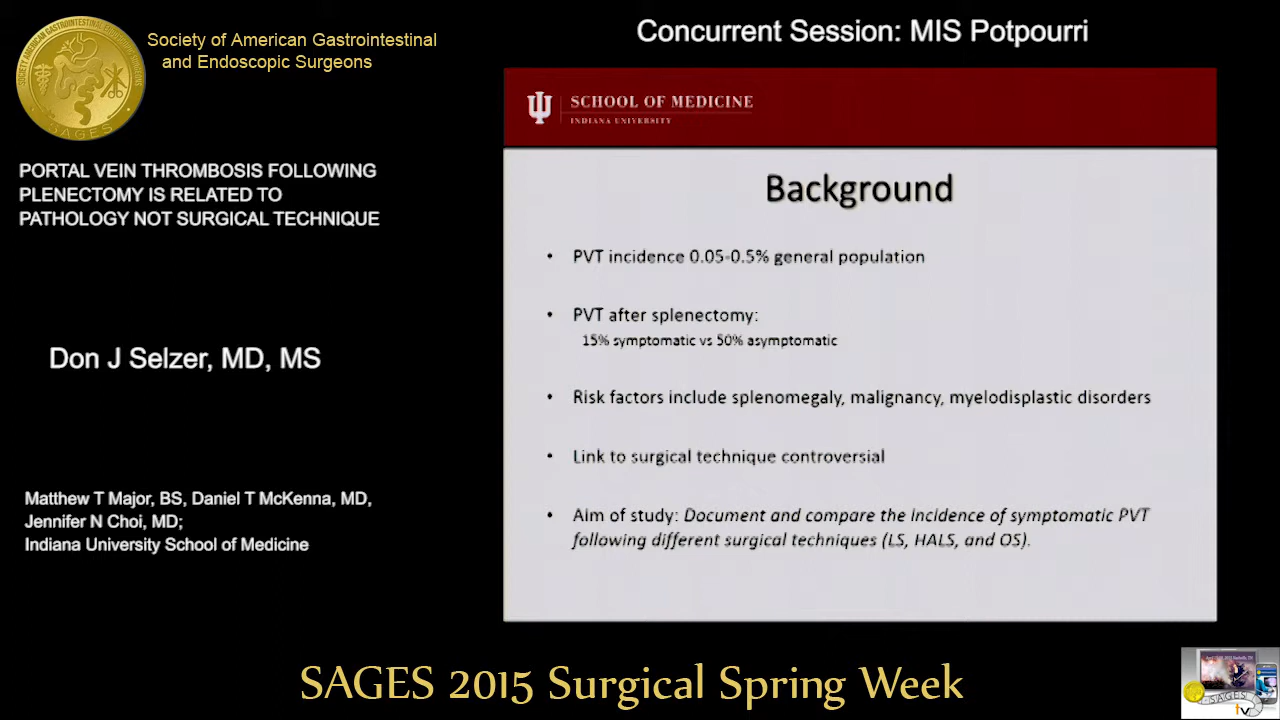 Society of American Gastrointestinal
and Endoscopic Surgeons
Concurrent Session: MIS Potpourri
SCHOOL OF MEDICINE
INDIANA UNIVERSITY
PORTAL VEIN THROMBOSIS FOLLOWING
PLENECTOMY IS RELATED TO
PATHOLOGY NOT SURGICAL TECHNIQUE
Don J Selzer, MD, MS
Matthew T Major, BS, Daniel T McKenna, MD,
Jennifer N Choi, MD;
Indiana University School of Medicine
Background
• PVT incidence 0.05-0.5% general population
• PVT after splenectomy:
15% symptomatic vs 50% asymptomatic
• Risk factors include splenomegaly, malignancy, myelodisplastic disorders
• Link to surgical technique controversial
• Aim of study: Document and compare the incidence of symptomatic PVT
following different surgical techniques (LS, HALS, and OS).
SAGES 2015 Surgical Spring Week
SAGES
tv